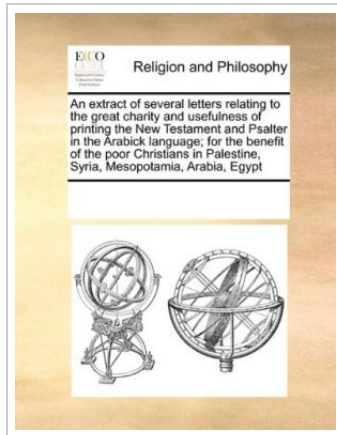 ECCO
Religion and Philosophy
An extract of several letters relating to
the great charity and usefulness of
printing the New Testament and Psalter
in the Arabick language; for the benefit
of the poor Christians in Palestine,
Syria, Mesopotamia, Arabia, Egypt